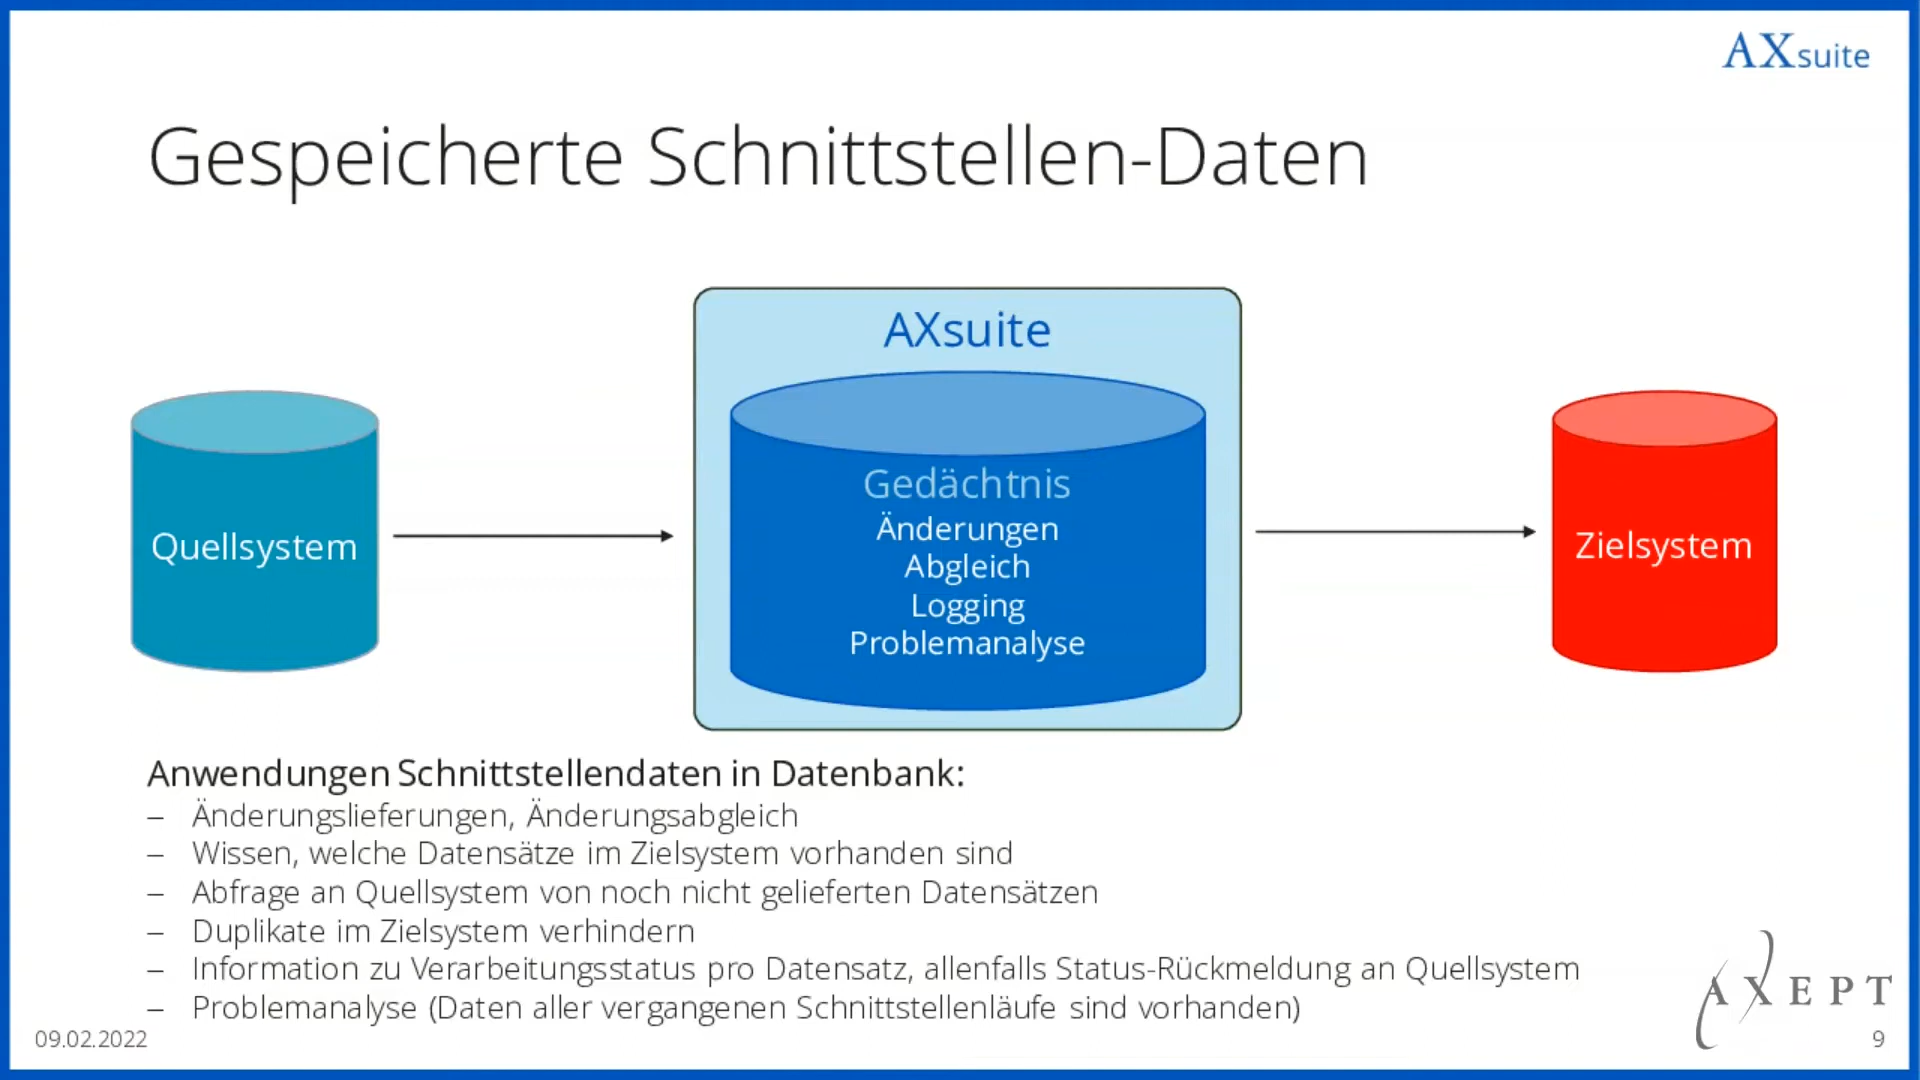 AXsuite
Gespeicherte Schnittstellen-Daten
AXsuite
Quellsystem
Gedächtnis
Änderungen
Abgleich
Logging
Problemanalyse
Zielsystem
Anwendungen Schnittstellendaten in Datenbank:
– Änderungslieferungen, Änderungsabgleich
– Wissen, welche Datensätze im Zielsystem vorhanden sind
– Abfrage an Quellsystem von noch nicht gelieferten Datensätzen
– Duplikate im Zielsystem verhindern
– Information zu Verarbeitungsstatus pro Datensatz, allenfalls Status-Rückmeldung an Quellsystem
– Problemanalyse (Daten aller vergangenen Schnittstellenläufe sind vorhanden)
AXEPT
09.02.2022
9